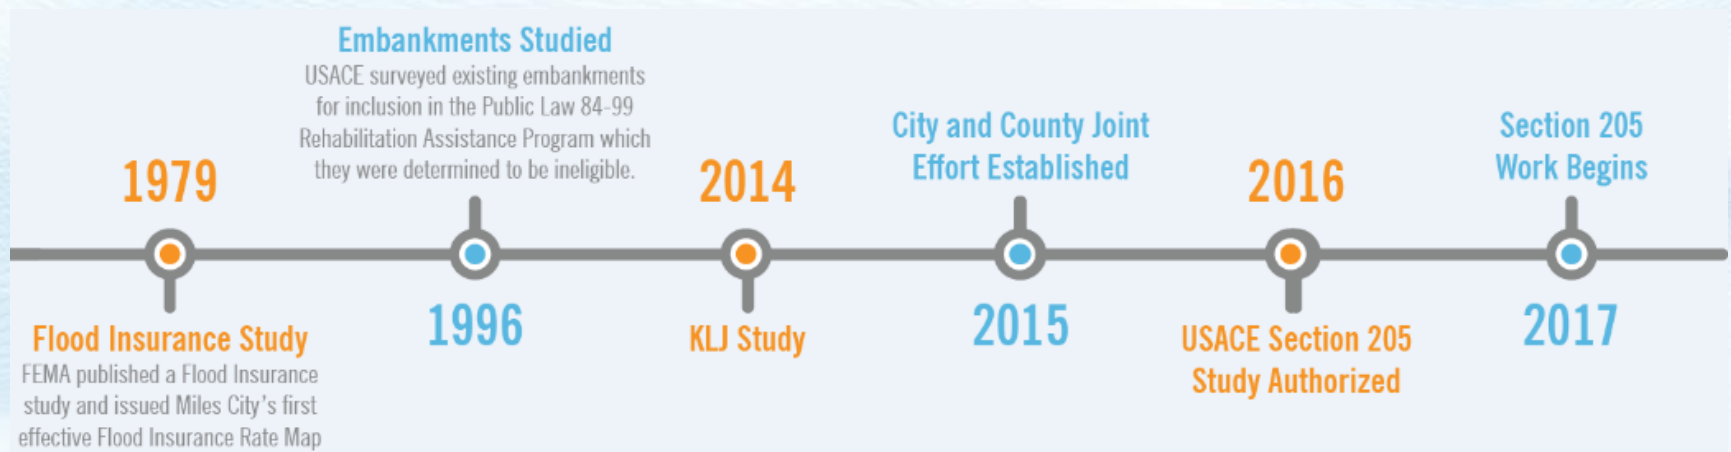 1979
Flood Insurance Study
FEMA published a Flood Insurance
study and issued Miles City's first
effective Flood Insurance Rate Map
Embankments Studied
USACE surveyed existing embankments
for inclusion in the Public Law 84-99
Rehabilitation Assistance Program which
they were determined to be ineligible.
1996
2014
KLJ Study
City and County Joint
Effort Established
2015
2016
USACE Section 205
Study Authorized
Section 205
Work Begins
2017